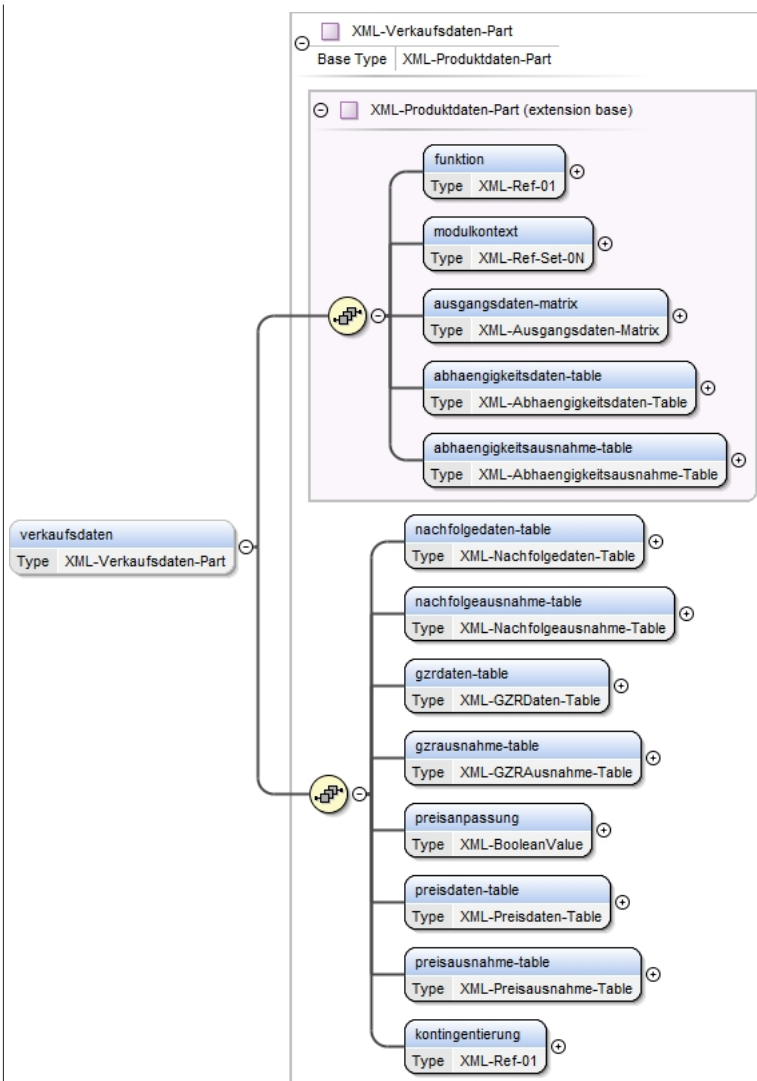 XML-Verkaufsdaten-Part
Base Type XML-Produktdaten-Part
XML-Produktdaten-Part (extension base)
funktion
Type XML-Ref-01
modulkontext
Type XML-Ref-Set-0N
ausgangsdaten-matrix
Type XML-Ausgangsdaten-Matrix
abhaengigkeitsdaten-table
Type XML-Abhaengigkeitsdaten-Table
abhaengigkeitsausnahme-table
Type XML-Abhaengigkeitsausnahme-Table
verkaufsdaten
Type XML-Verkaufsdaten-Part
nachfolgedaten-table
Type XML-Nachfolgedaten-Table
nachfolgeausnahme-table
Type XML-Nachfolgeausnahme-Table
gzrdaten-table
Type XML-GZRDaten-Table
gzrausnahme-table
Type XML-GZRAusnahme-Table
preisanpassung
Type XML-BooleanValue
preisdaten-table
Type XML-Preisdaten-Table
preisausnahme-table
Type XML-Preisausnahme-Table
kontingentierung
Type XML-Ref-01